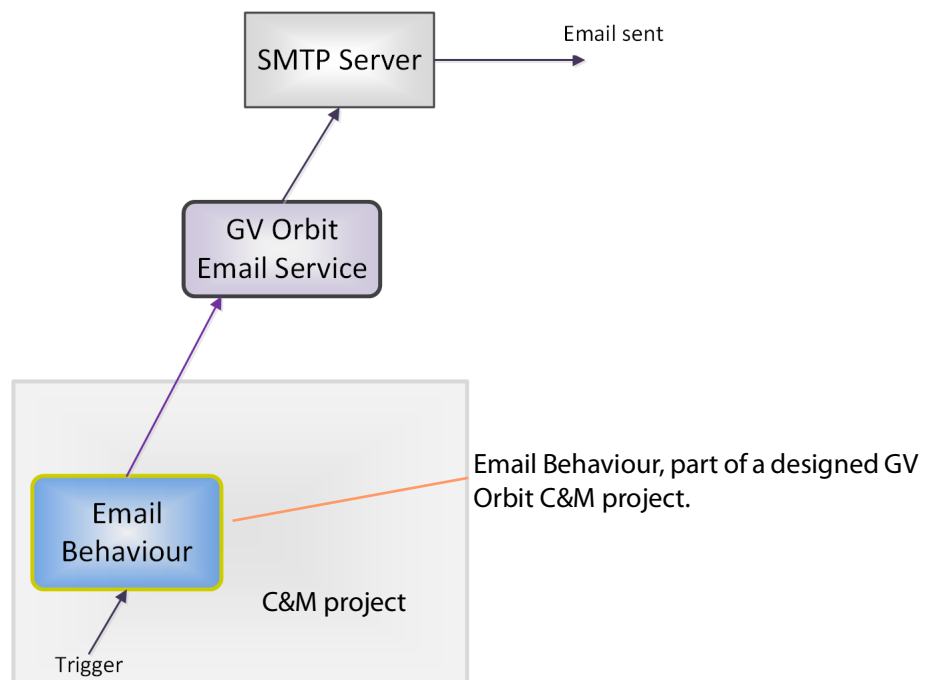 Email sent
SMTP Server
GV Orbit
Email Service
Email Behaviour, part of a designed GV
Orbit C&M project.
Email
Behaviour
C&M project
Trigger